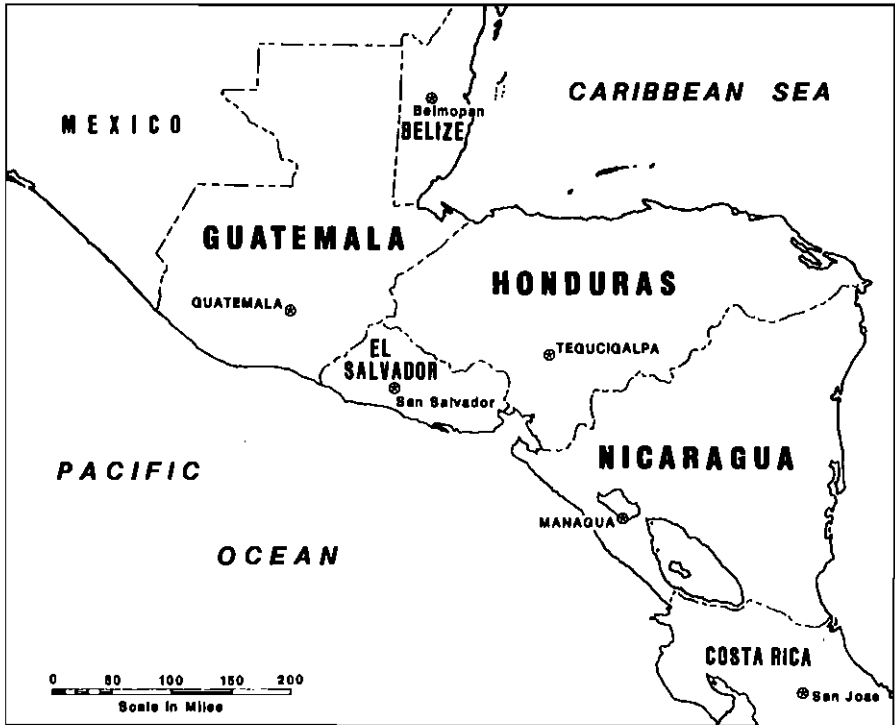 CARIBBEAN SEA
MEXICO
Belmopan
BELIZE
GUATEMALA
HONDURAS
GUATEMALA
TEGUCIGALPA
EL
SALVADOR
San Salvador
NICARAGUA
PACIFIC
MANAGUA
OCEAN
COSTA RICA
San Jose
0 50 100 150 200
Scale in Miles